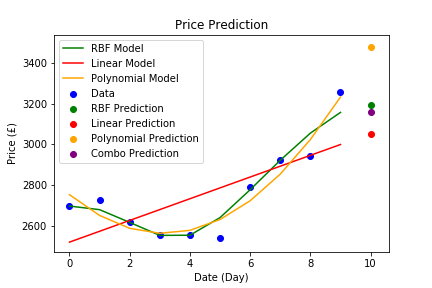 Price Prediction
RBF Model
Linear Model
Polynomial Model
Data
RBF Prediction
Linear Prediction
Polynomial Prediction
Combo Prediction
Price (£)
3400
3200
3000
2800
2600
0 2 4 6 8 10
Date (Day)